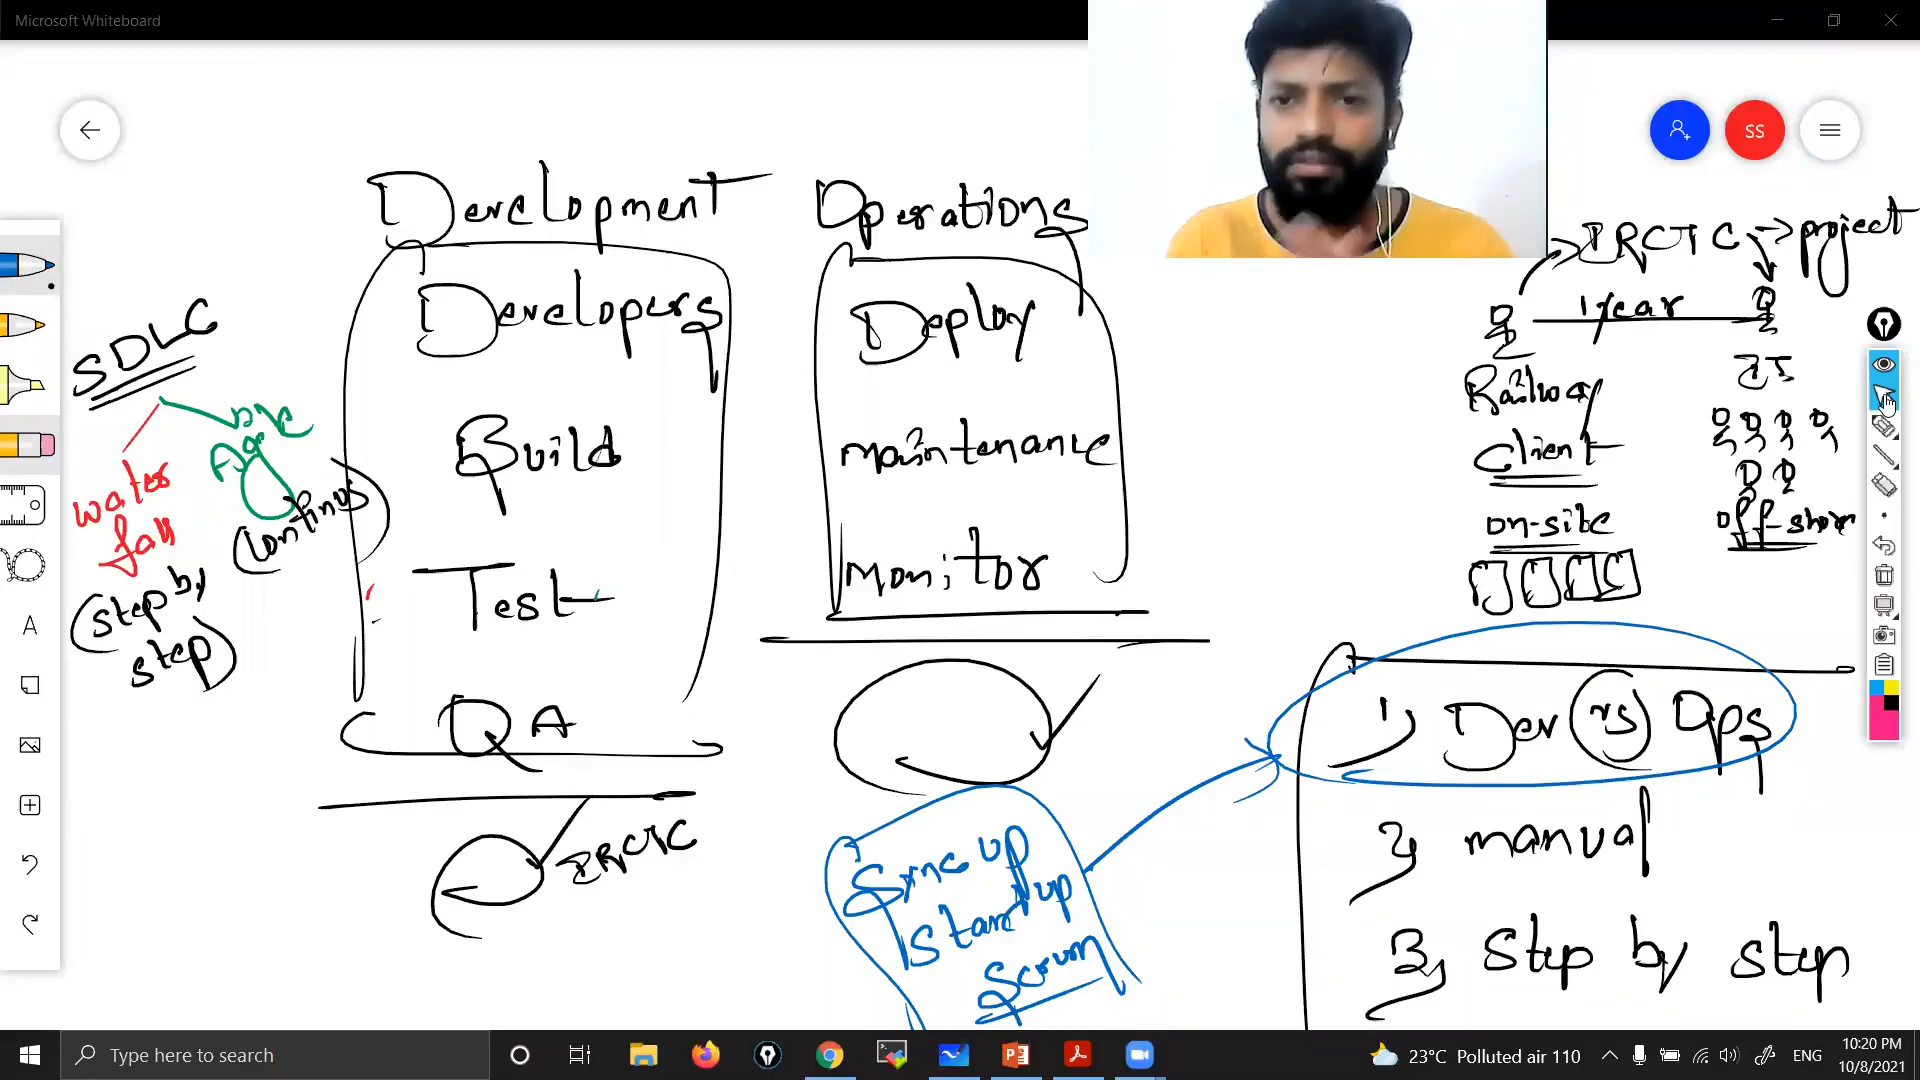 Microsoft Whiteboard
SS
Development
Operations
IRCTC → project
1 year
SDLC
Developers
Deploy
Railway
Agile
Build
maintenance
Client
water
fall
(continus)
on-site
off-shore
(step by
step)
Test
Monitor
QA
IRCTC
1) Dev vs Ops
2) manual
3) step by step
Sync up
Stand up
Scrum
Type here to search
23°C Polluted air 110
ENG
10:20 PM
10/8/2021